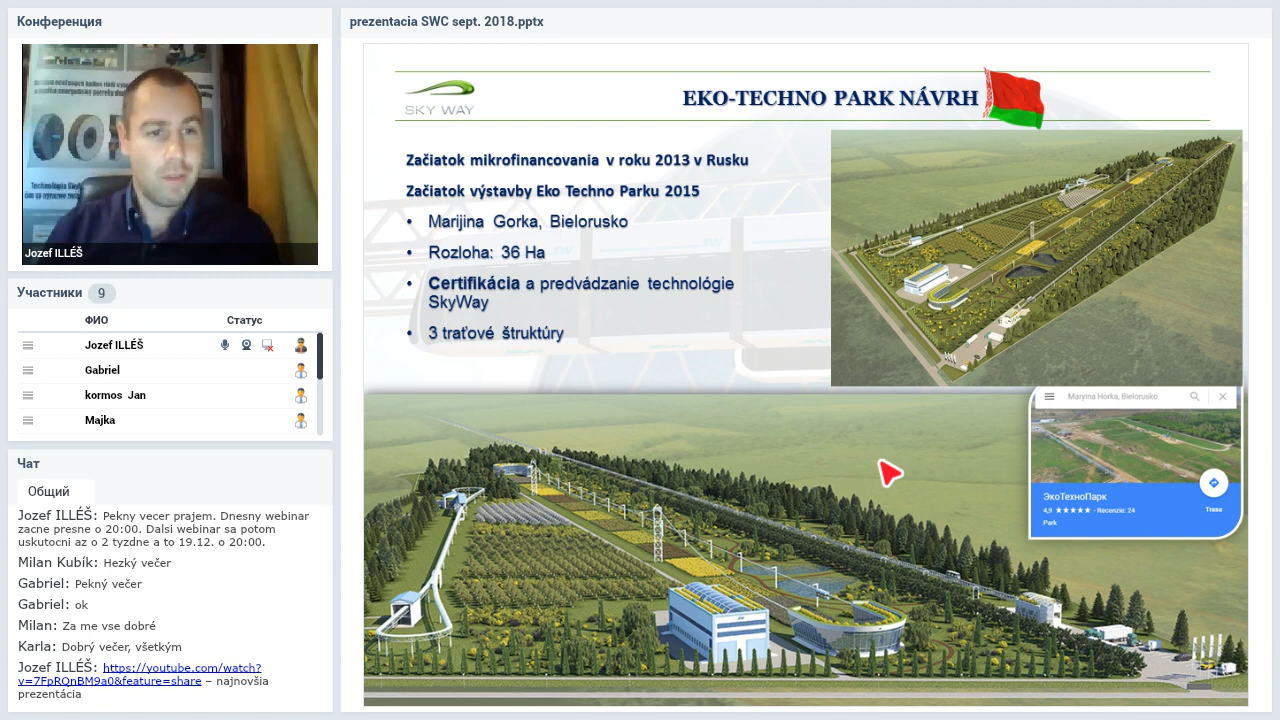 Конференция
Jozef ILLÉŠ
Участники 9
ФИО Статус
Jozef ILLÉŠ
Gabriel
kormos Jan
Majka
Чат
Общий
Jozef ILLÉŠ: Pekny vecer prajem. Dnesny webinar
zacne presne o 20:00. Dalsi webinar sa potom
uskutocni az o 2 tyzdne a to 19.12. o 20:00.
Milan Kubík: Hezký večer
Gabriel: Pekný večer
Gabriel: ok
Milan: Za me vse dobré
Karla: Dobrý večer, všetkým
Jozef ILLÉŠ: https://youtube.com/watch?
v=7FpRQnBM9a0&feature=share – najnovšia
prezentácia
prezentacia SWC sept. 2018.pptx
SKY WAY
EKO-TECHNO PARK NÁVRH
Začiatok mikrofinancovania v roku 2013 v Rusku
Začiatok výstavby Eko Techno Parku 2015
• Marijina Gorka, Bielorusko
• Rozloha: 36 Ha
• Certifikácia a predvádzanie technológie
SkyWay
• 3 traťové štruktúry
Maryina Horka, Bielorusko
ЭкоТехноПарк
4,9 ★★★★★ - Recenzie: 24
Park
Trasa